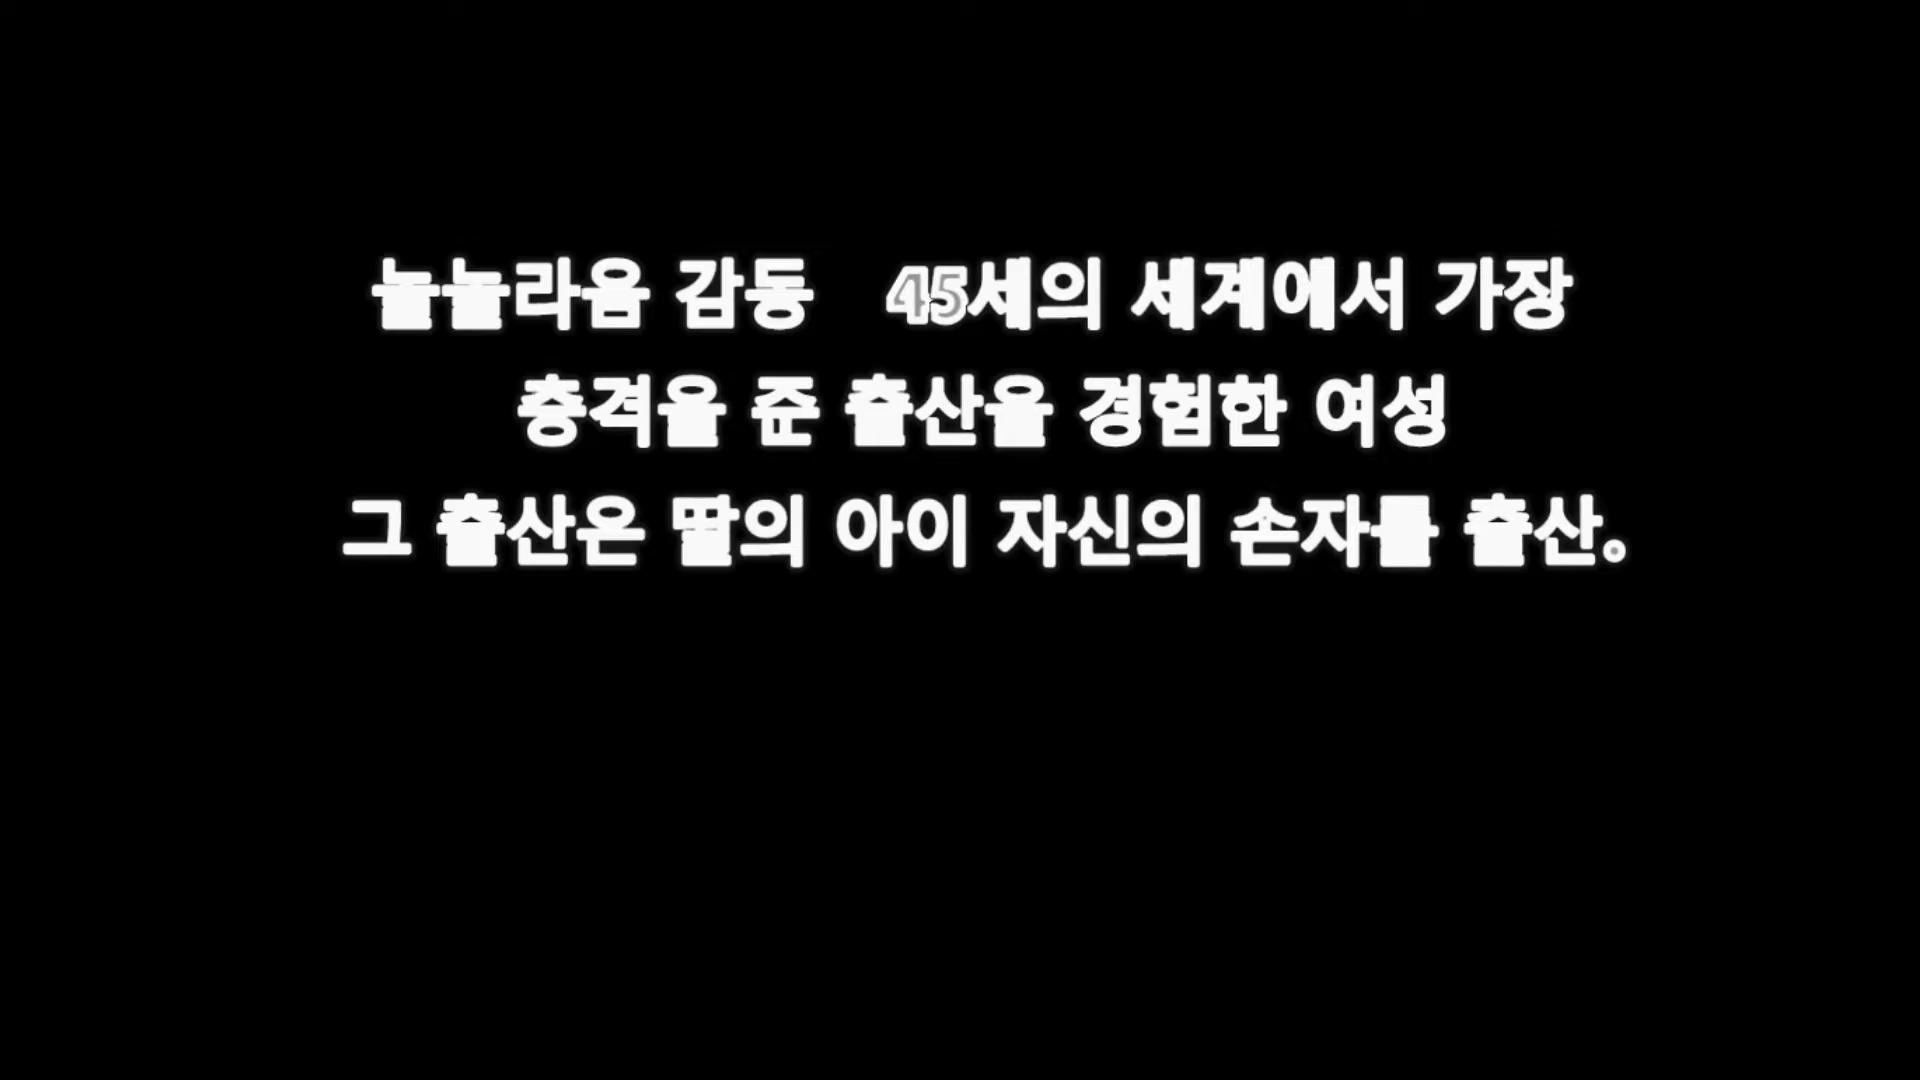 놀놀라움 감동 45세의 세계에서 가장
충격을 준 출산을 경험한 여성
그 출산은 딸의 아이 자신의 손자를 출산.